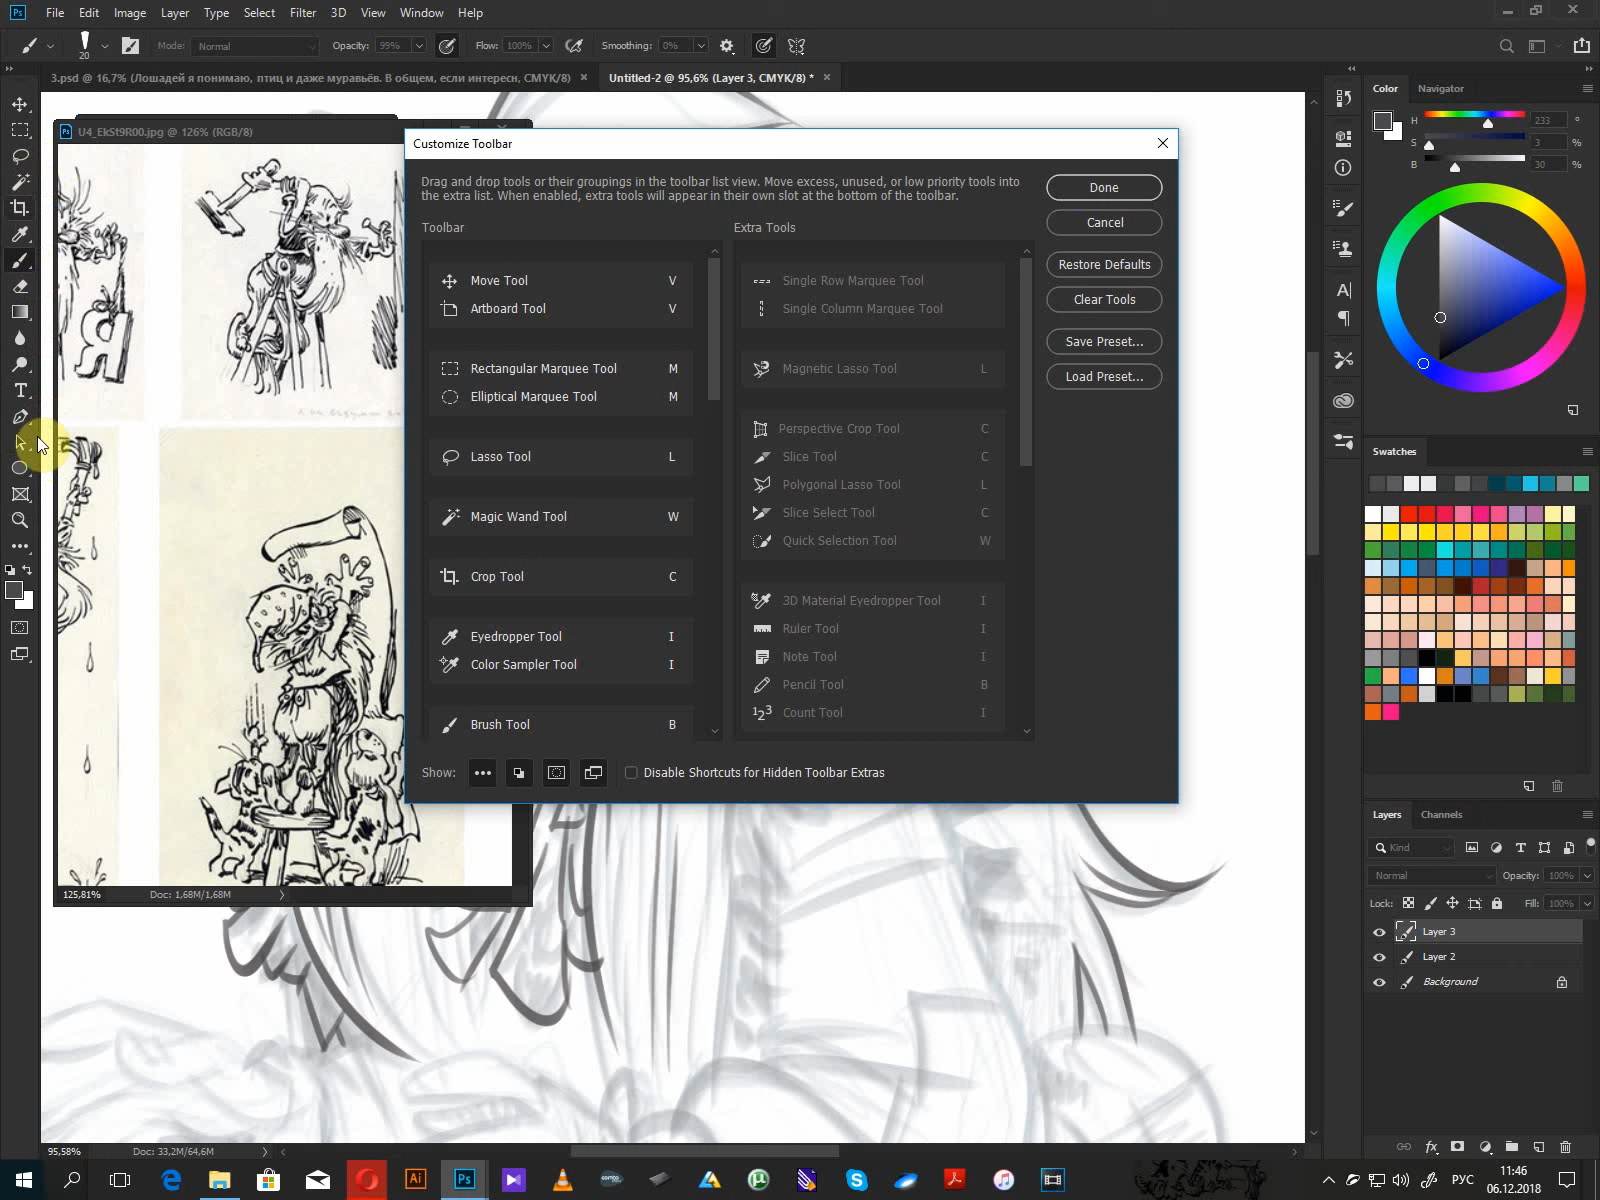 Ps File Edit Image Layer Type Select Filter 3D View Window Help
20 Mode: Normal Opacity: 99% Flow: 100% Smoothing: 0%
3.psd @ 16,7% (Лошадей я понимаю, птиц и даже муравьёв. В общем, если интересн, CMYK/8) × Untitled-2 @ 95,6% (Layer 3, CMYK/8) * ×
Color Navigator
H 233 °
S 3 %
B 30 %
Ps U4_EkSt9R00.jpg @ 126% (RGB/8)
Customize Toolbar
Drag and drop tools or their groupings in the toolbar list view. Move excess, unused, or low priority tools into
the extra list. When enabled, extra tools will appear in their own slot at the bottom of the toolbar.
Done
Cancel
Restore Defaults
Clear Tools
Save Preset...
Load Preset...
Toolbar
Move Tool V
Artboard Tool V
Rectangular Marquee Tool M
Elliptical Marquee Tool M
Lasso Tool L
Magic Wand Tool W
Crop Tool C
Eyedropper Tool I
Color Sampler Tool I
Brush Tool B
Extra Tools
Single Row Marquee Tool
Single Column Marquee Tool
Magnetic Lasso Tool L
Perspective Crop Tool C
Slice Tool C
Polygonal Lasso Tool L
Slice Select Tool C
Quick Selection Tool W
3D Material Eyedropper Tool I
Ruler Tool I
Note Tool I
Pencil Tool B
Count Tool I
Show: Disable Shortcuts for Hidden Toolbar Extras
125,81% Doc: 1,68M/1,68M
Swatches
Layers Channels
Kind
Normal Opacity: 100%
Lock: Fill: 100%
Layer 3
Layer 2
Background
95,58% Doc: 33,2M/64,6M
Ai Ps
РУС
11:46
06.12.2018